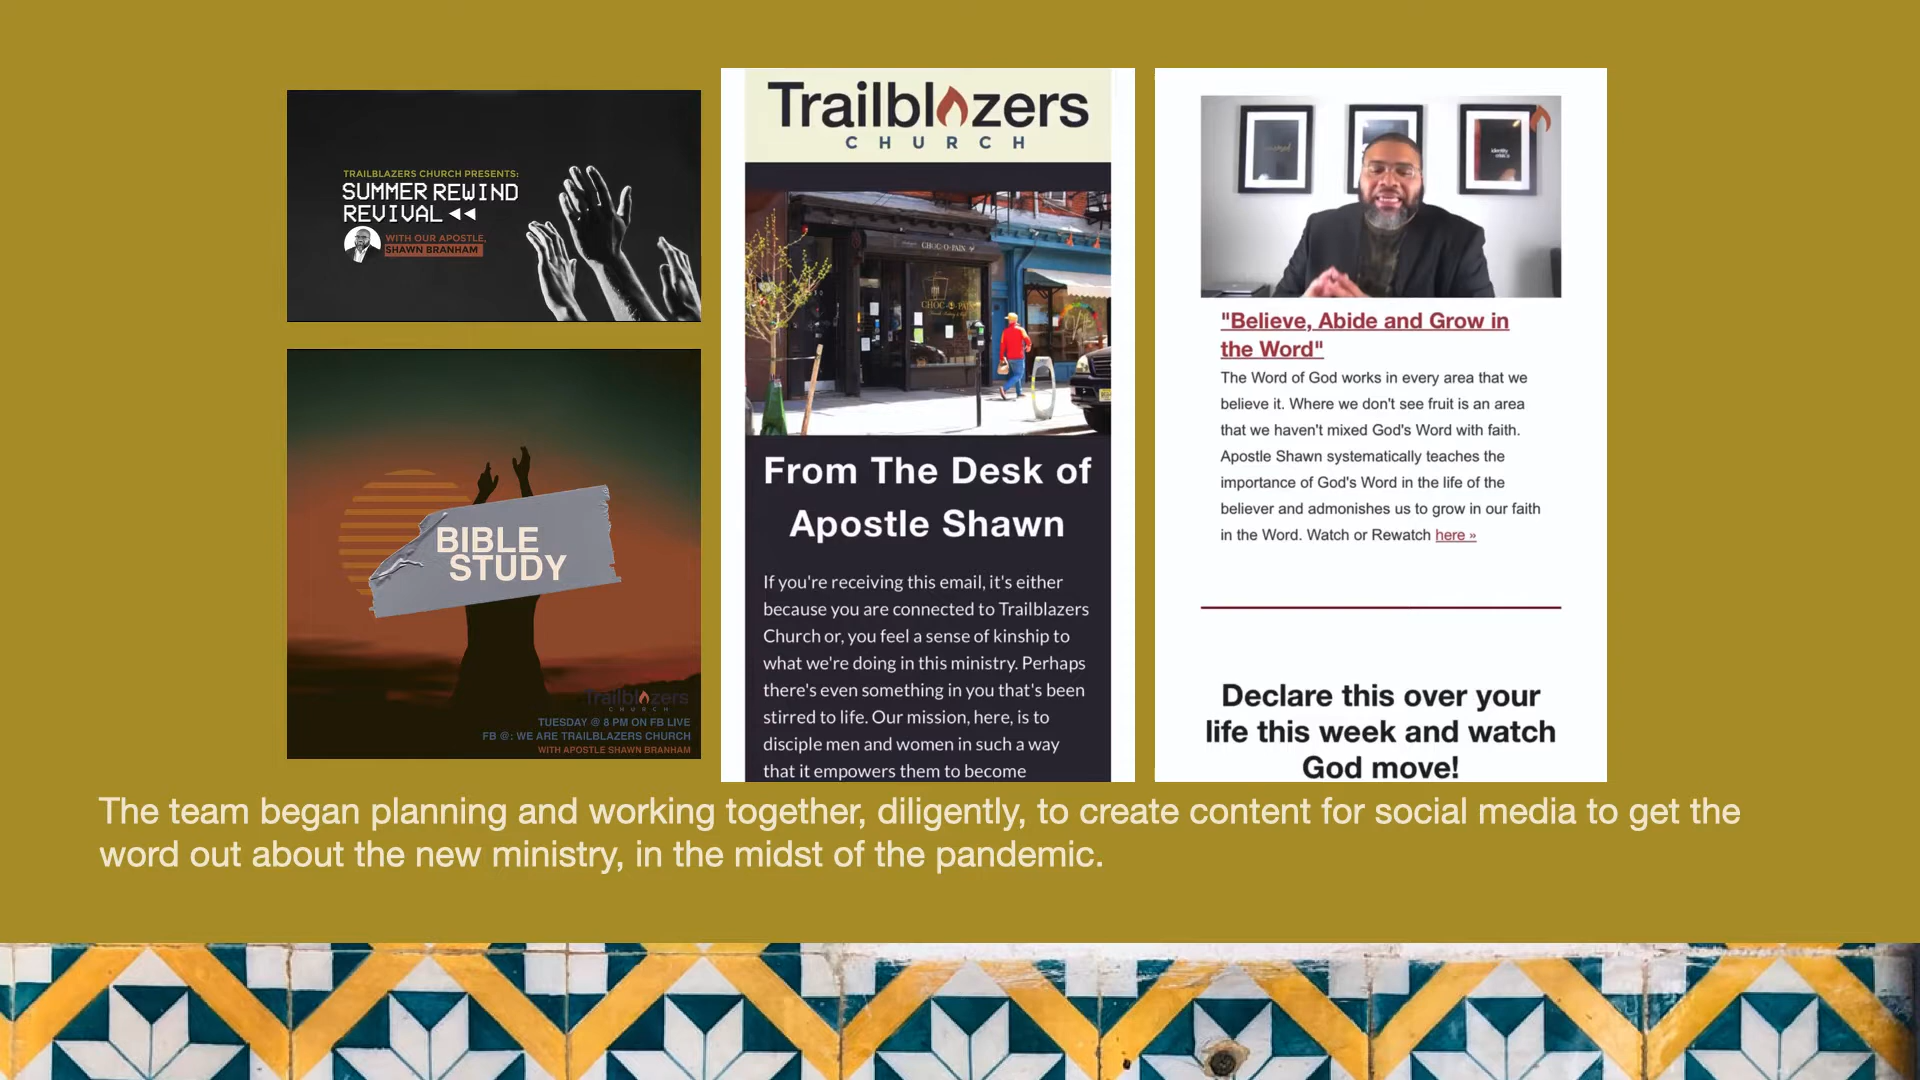 TRAILBLAZERS CHURCH PRESENTS:
SUMMER REWIND
REVIVAL
WITH OUR APOSTLE,
SHAWN BRANHAM
BIBLE
STUDY
Trailblazers
CHURCH
TUESDAY @ 8 PM ON FB LIVE
FB @: WE ARE TRAILBLAZERS CHURCH
WITH APOSTLE SHAWN BRANHAM
Trailblazers
CHURCH
CHOC·O·PAIN
CHOC·O·PAIN
From The Desk of
Apostle Shawn
If you're receiving this email, it's either
because you are connected to Trailblazers
Church or, you feel a sense of kinship to
what we're doing in this ministry. Perhaps
there's even something in you that's been
stirred to life. Our mission, here, is to
disciple men and women in such a way
that it empowers them to become
"Believe, Abide and Grow in
the Word"
The Word of God works in every area that we
believe it. Where we don't see fruit is an area
that we haven't mixed God's Word with faith.
Apostle Shawn systematically teaches the
importance of God's Word in the life of the
believer and admonishes us to grow in our faith
in the Word. Watch or Rewatch here »
Declare this over your
life this week and watch
God move!
The team began planning and working together, diligently, to create content for social media to get the
word out about the new ministry, in the midst of the pandemic.